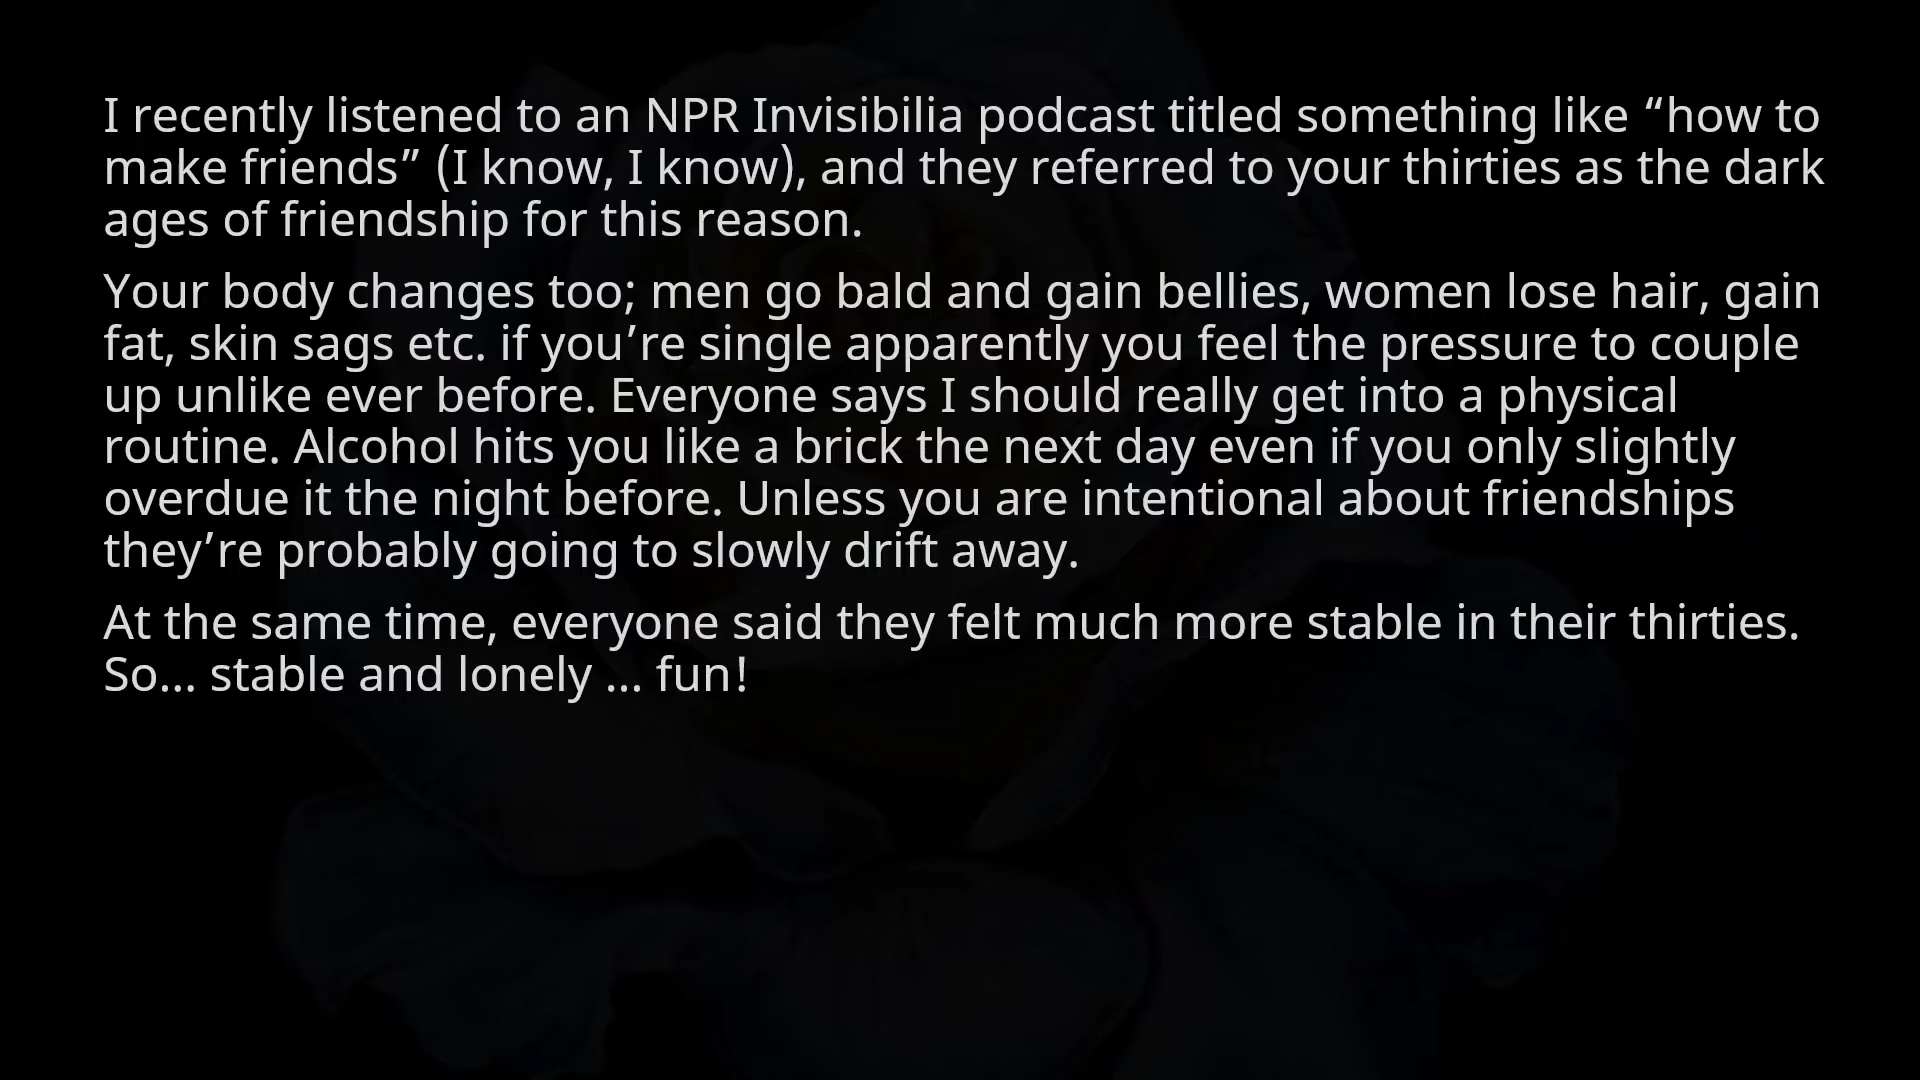 I recently listened to an NPR Invisibilia podcast titled something like “how to
make friends” (I know, I know), and they referred to your thirties as the dark
ages of friendship for this reason.
Your body changes too; men go bald and gain bellies, women lose hair, gain
fat, skin sags etc. if you’re single apparently you feel the pressure to couple
up unlike ever before. Everyone says I should really get into a physical
routine. Alcohol hits you like a brick the next day even if you only slightly
overdue it the night before. Unless you are intentional about friendships
they’re probably going to slowly drift away.
At the same time, everyone said they felt much more stable in their thirties.
So... stable and lonely ... fun!